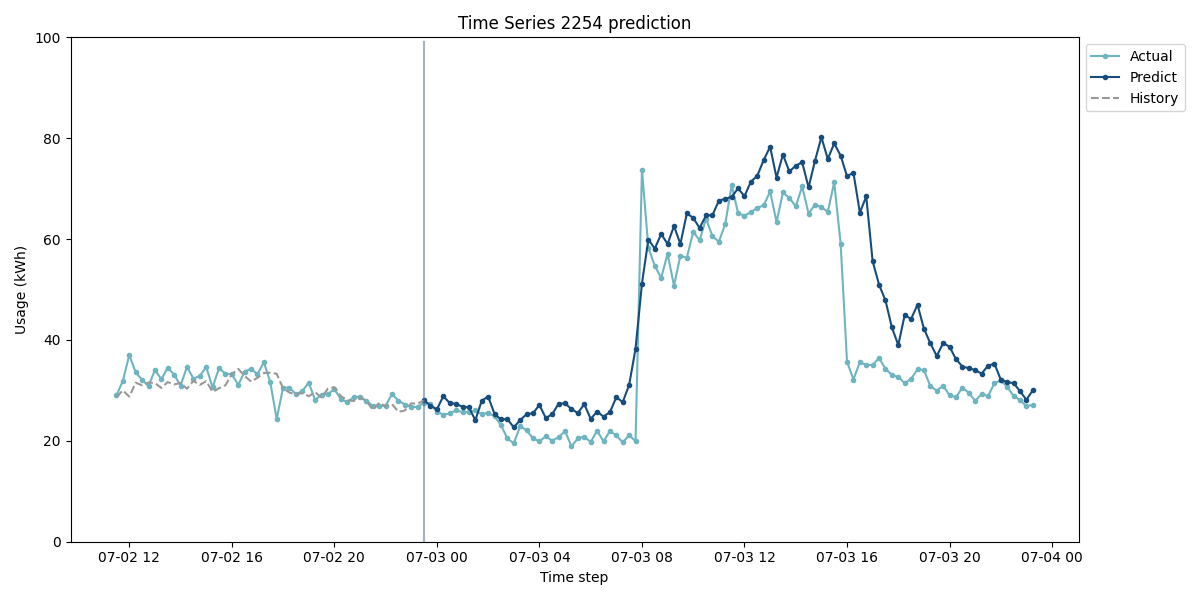 Time Series 2254 prediction
100
80
60
40
20
0
Usage (kWh)
07-02 12 07-02 16 07-02 20 07-03 00 07-03 04 07-03 08 07-03 12 07-03 16 07-03 20 07-04 00
Time step
Actual
Predict
History